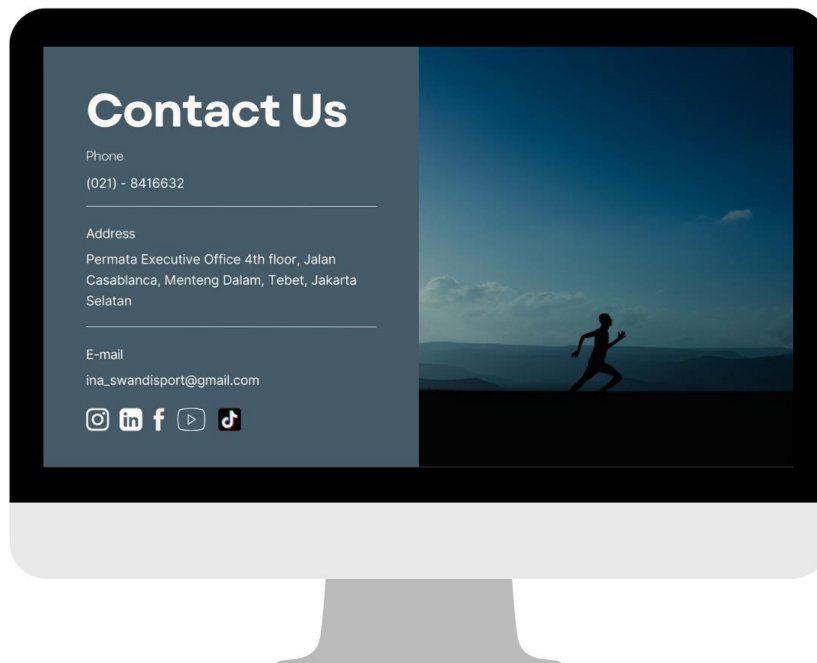 Contact Us
Phone
(021) - 8416632
Address
Permata Executive Office 4th floor, Jalan
Casablanca, Menteng Dalam, Tebet, Jakarta
Selatan
E-mail
ina_swandisport@gmail.com